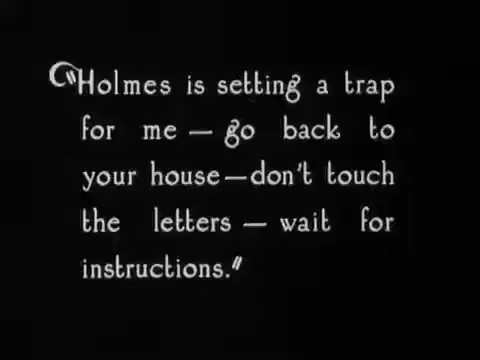 "Holmes is setting a trap
for me — go back to
your house — don't touch
the letters — wait for
instructions."